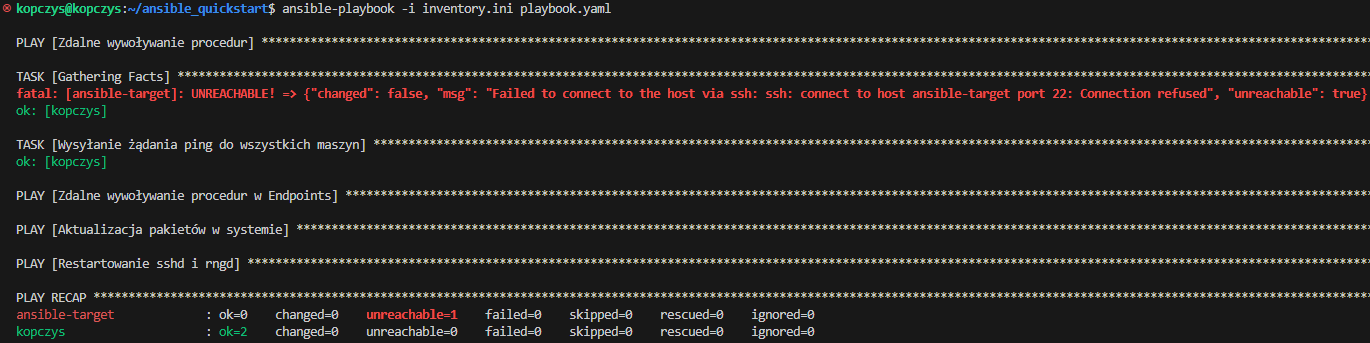 kopczys@kopczys:~/ansible_quickstart$ ansible-playbook -i inventory.ini playbook.yaml
PLAY [Zdalne wywoływanie procedur] ****************************************************************************************************************************************************************
TASK [Gathering Facts] ****************************************************************************************************************************************************************************
fatal: [ansible-target]: UNREACHABLE! => {"changed": false, "msg": "Failed to connect to the host via ssh: ssh: connect to host ansible-target port 22: Connection refused", "unreachable": true}
ok: [kopczys]
TASK [Wysyłanie żądania ping do wszystkich maszyn] ************************************************************************************************************************************************
ok: [kopczys]
PLAY [Zdalne wywoływanie procedur w Endpoints] ****************************************************************************************************************************************************
PLAY [Aktualizacja pakietów w systemie] ***********************************************************************************************************************************************************
PLAY [Restartowanie sshd i rngd] ******************************************************************************************************************************************************************
PLAY RECAP ****************************************************************************************************************************************************************************************
ansible-target             : ok=0    changed=0    unreachable=1    failed=0    skipped=0    rescued=0    ignored=0
kopczys                    : ok=2    changed=0    unreachable=0    failed=0    skipped=0    rescued=0    ignored=0